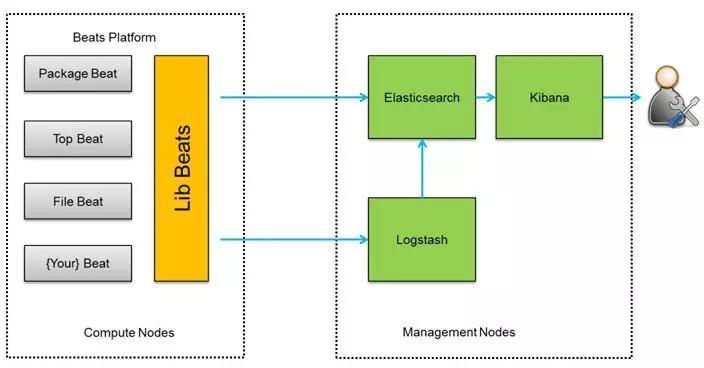 Beats Platform
Package Beat
Top Beat
File Beat
{Your} Beat
Lib Beats
Compute Nodes
Elasticsearch
Kibana
Logstash
Management Nodes